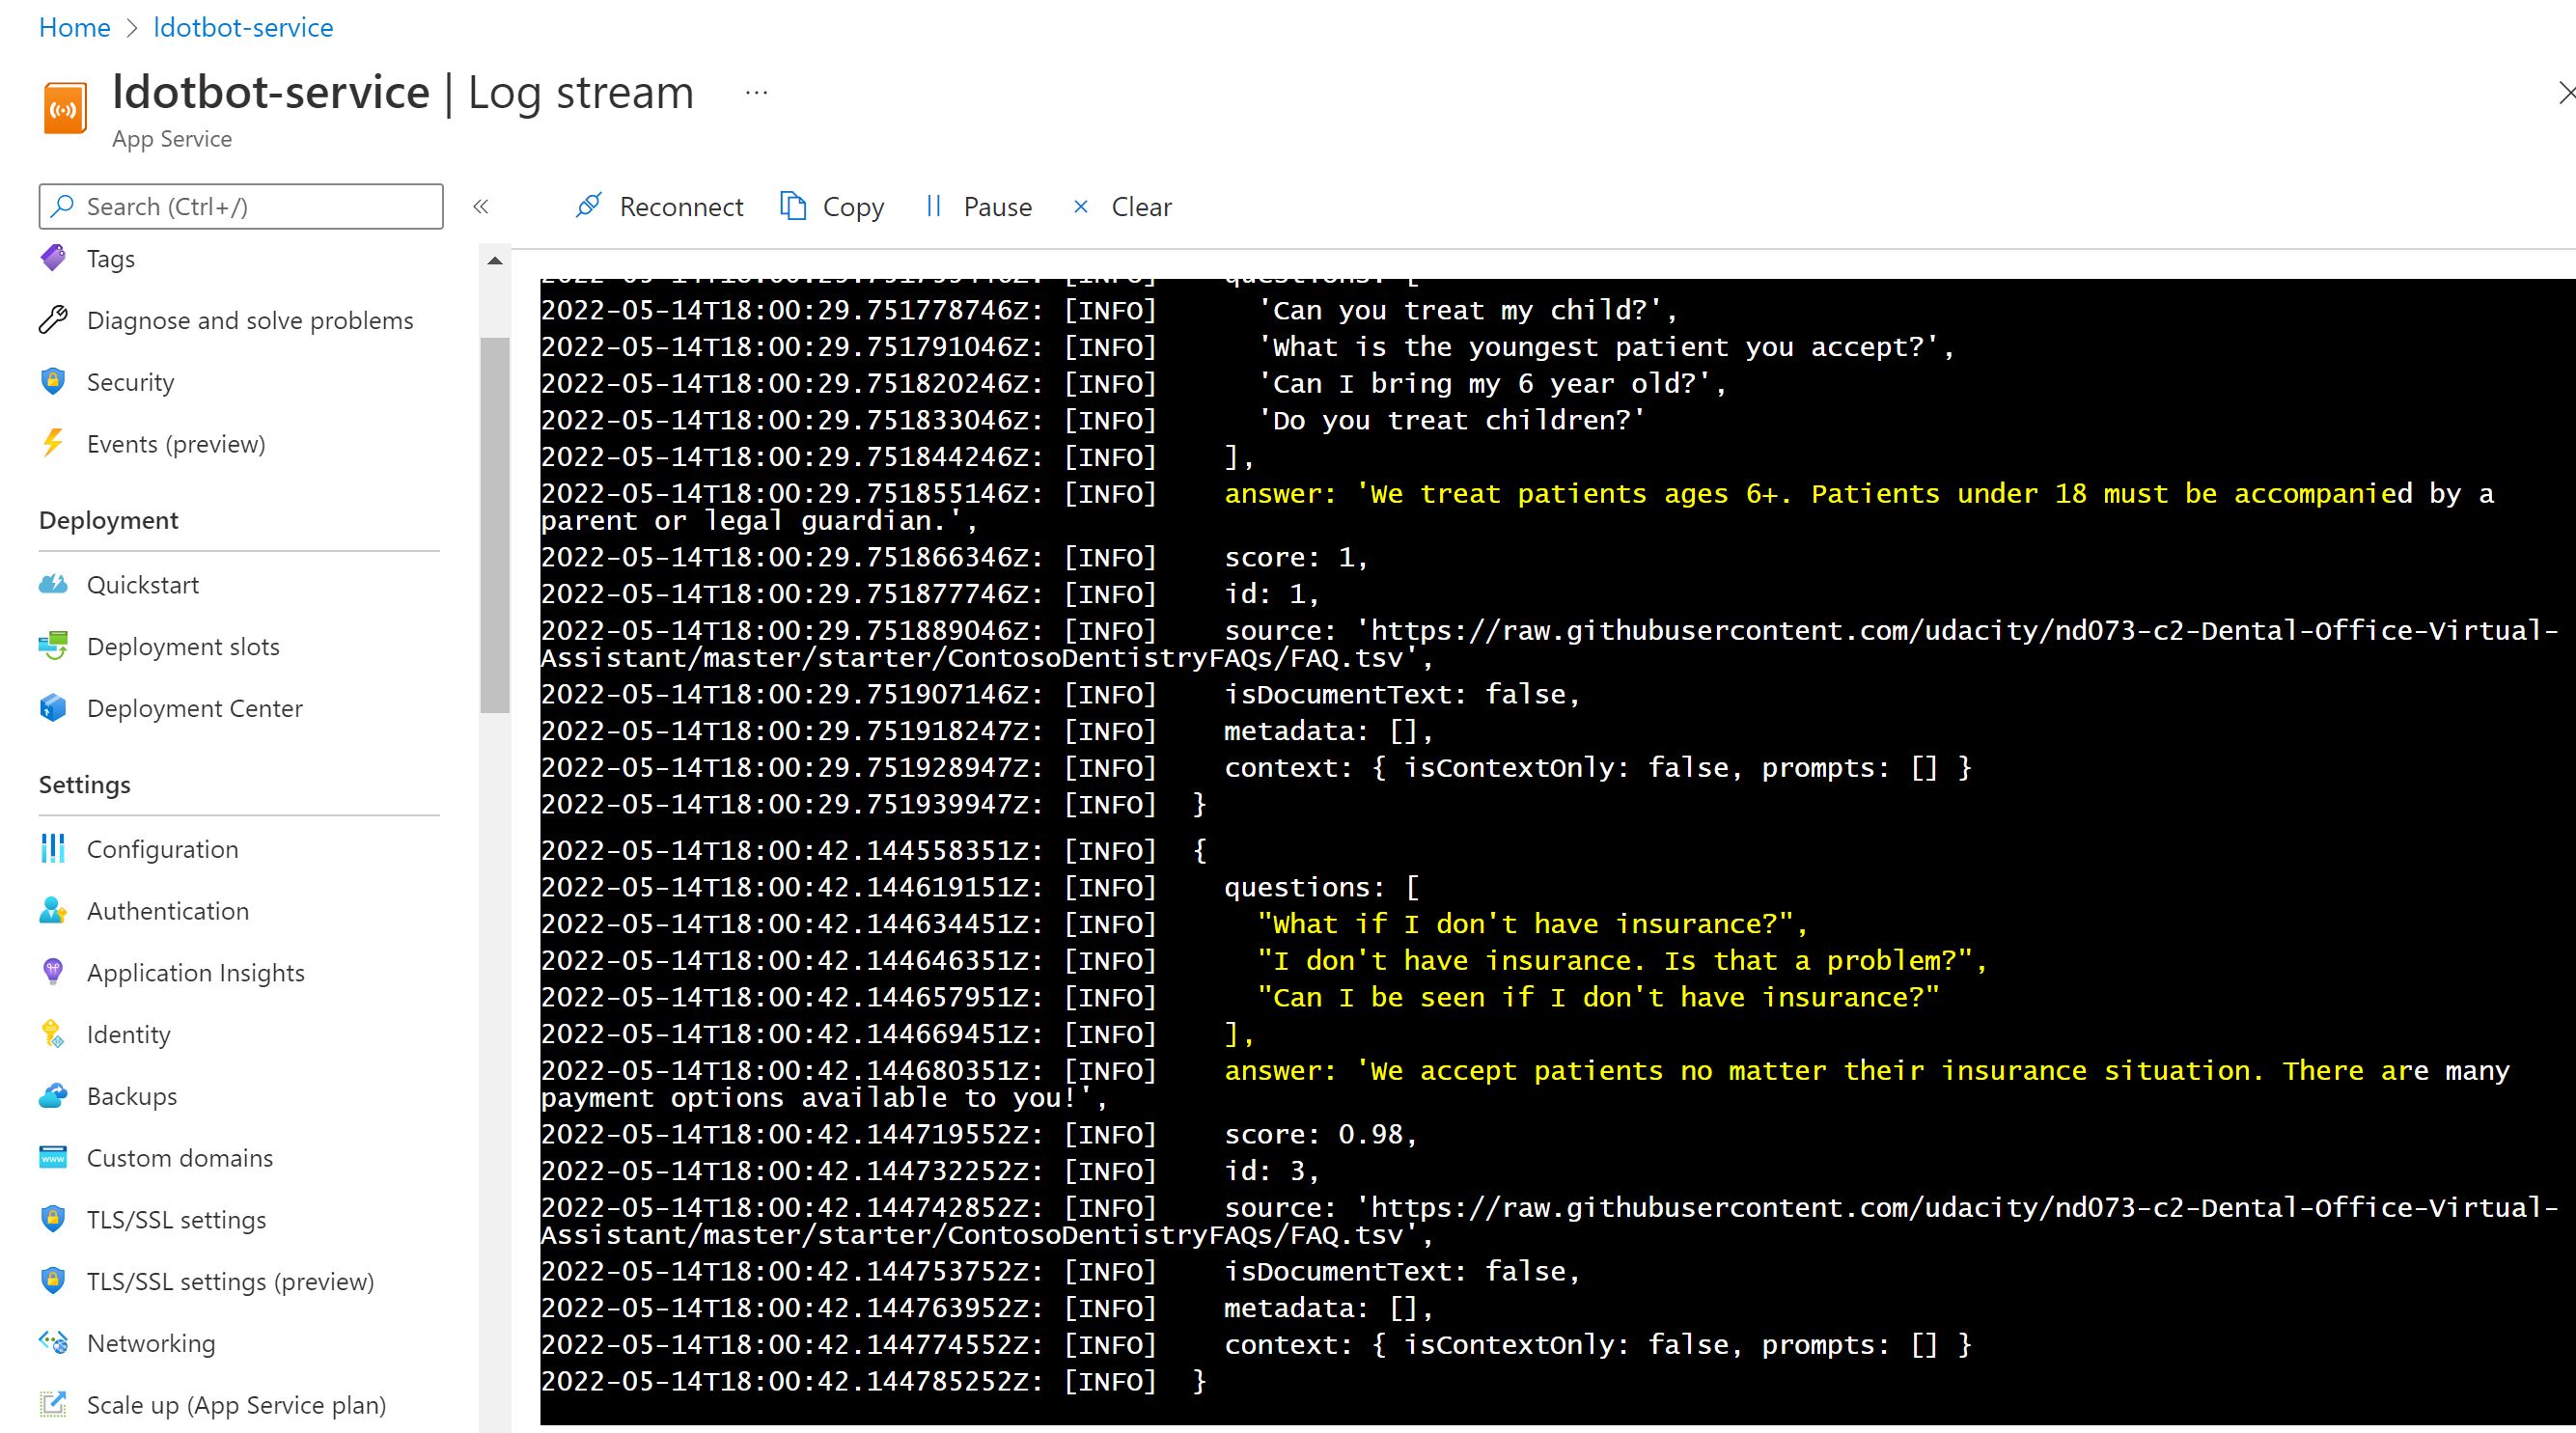 Home > ldotbot-service
ldotbot-service | Log stream ...
App Service
Search (Ctrl+/)
«
Reconnect Copy Pause Clear
Tags
Diagnose and solve problems
Security
Events (preview)
Deployment
Quickstart
Deployment slots
Deployment Center
Settings
Configuration
Authentication
Application Insights
Identity
Backups
Custom domains
TLS/SSL settings
TLS/SSL settings (preview)
Networking
Scale up (App Service plan)
questions: [
2022-05-14T18:00:29.751778746Z: [INFO] 'Can you treat my child?',
2022-05-14T18:00:29.751791046Z: [INFO] 'What is the youngest patient you accept?',
2022-05-14T18:00:29.751820246Z: [INFO] 'Can I bring my 6 year old?',
2022-05-14T18:00:29.751833046Z: [INFO] 'Do you treat children?'
2022-05-14T18:00:29.751844246Z: [INFO] ],
2022-05-14T18:00:29.751855146Z: [INFO] answer: 'We treat patients ages 6+. Patients under 18 must be accompanied by a
parent or legal guardian.',
2022-05-14T18:00:29.751866346Z: [INFO] score: 1,
2022-05-14T18:00:29.751877746Z: [INFO] id: 1,
2022-05-14T18:00:29.751889046Z: [INFO] source: 'https://raw.githubusercontent.com/udacity/nd073-c2-Dental-Office-Virtual-
Assistant/master/starter/ContosoDentistryFAQs/FAQ.tsv',
2022-05-14T18:00:29.751907146Z: [INFO] isDocumentText: false,
2022-05-14T18:00:29.751918247Z: [INFO] metadata: [],
2022-05-14T18:00:29.751928947Z: [INFO] context: { isContextOnly: false, prompts: [] }
2022-05-14T18:00:29.751939947Z: [INFO] }
2022-05-14T18:00:42.144558351Z: [INFO] {
2022-05-14T18:00:42.144619151Z: [INFO] questions: [
2022-05-14T18:00:42.144634451Z: [INFO] "What if I don't have insurance?",
2022-05-14T18:00:42.144646351Z: [INFO] "I don't have insurance. Is that a problem?",
2022-05-14T18:00:42.144657951Z: [INFO] "Can I be seen if I don't have insurance?"
2022-05-14T18:00:42.144669451Z: [INFO] ],
2022-05-14T18:00:42.144680351Z: [INFO] answer: 'We accept patients no matter their insurance situation. There are many
payment options available to you!',
2022-05-14T18:00:42.144719552Z: [INFO] score: 0.98,
2022-05-14T18:00:42.144732252Z: [INFO] id: 3,
2022-05-14T18:00:42.144742852Z: [INFO] source: 'https://raw.githubusercontent.com/udacity/nd073-c2-Dental-Office-Virtual-
Assistant/master/starter/ContosoDentistryFAQs/FAQ.tsv',
2022-05-14T18:00:42.144753752Z: [INFO] isDocumentText: false,
2022-05-14T18:00:42.144763952Z: [INFO] metadata: [],
2022-05-14T18:00:42.144774552Z: [INFO] context: { isContextOnly: false, prompts: [] }
2022-05-14T18:00:42.144785252Z: [INFO] }